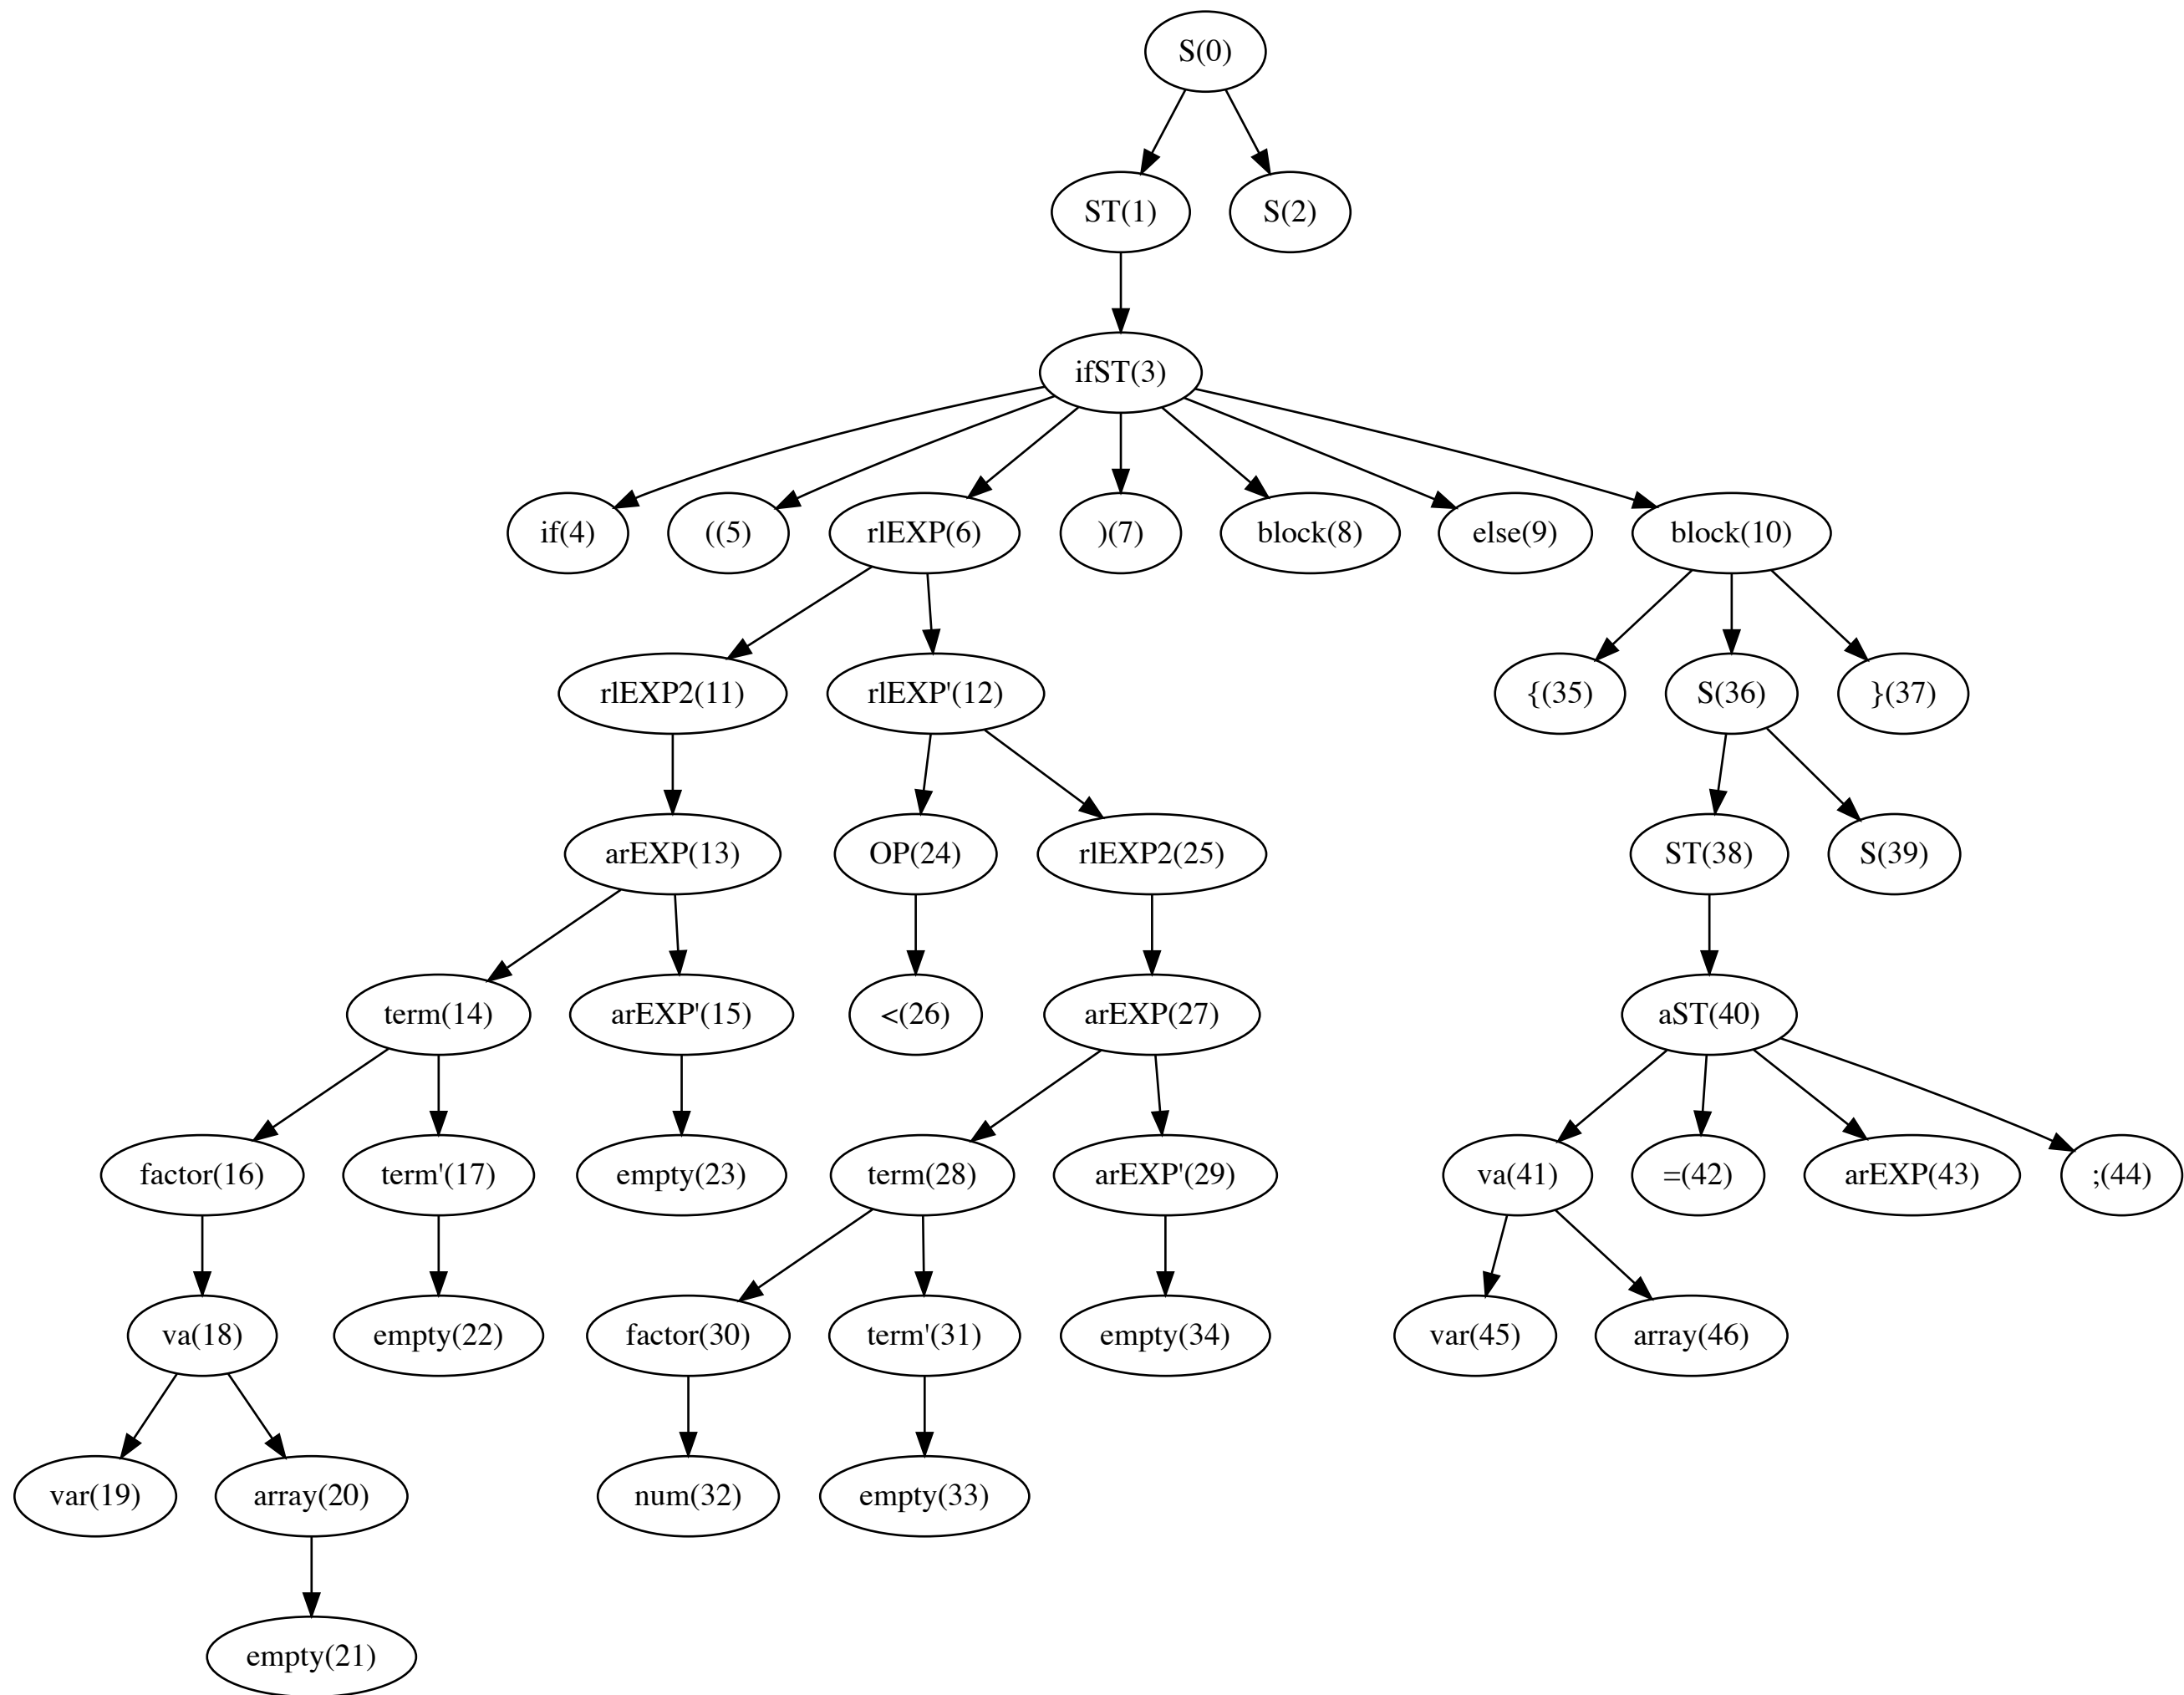 S(0)
ST(1) S(2)
ifST(3)
if(4) ((5) rlEXP(6) )(7) block(8) else(9) block(10)
rlEXP2(11) rlEXP'(12) {(35) S(36) }(37)
arEXP(13) OP(24) rlEXP2(25) ST(38) S(39)
term(14) arEXP'(15) <(26) arEXP(27) aST(40)
factor(16) term'(17) empty(23) term(28) arEXP'(29) va(41) =(42) arEXP(43) ;(44)
va(18) empty(22) factor(30) term'(31) empty(34) var(45) array(46)
var(19) array(20) num(32) empty(33)
empty(21)